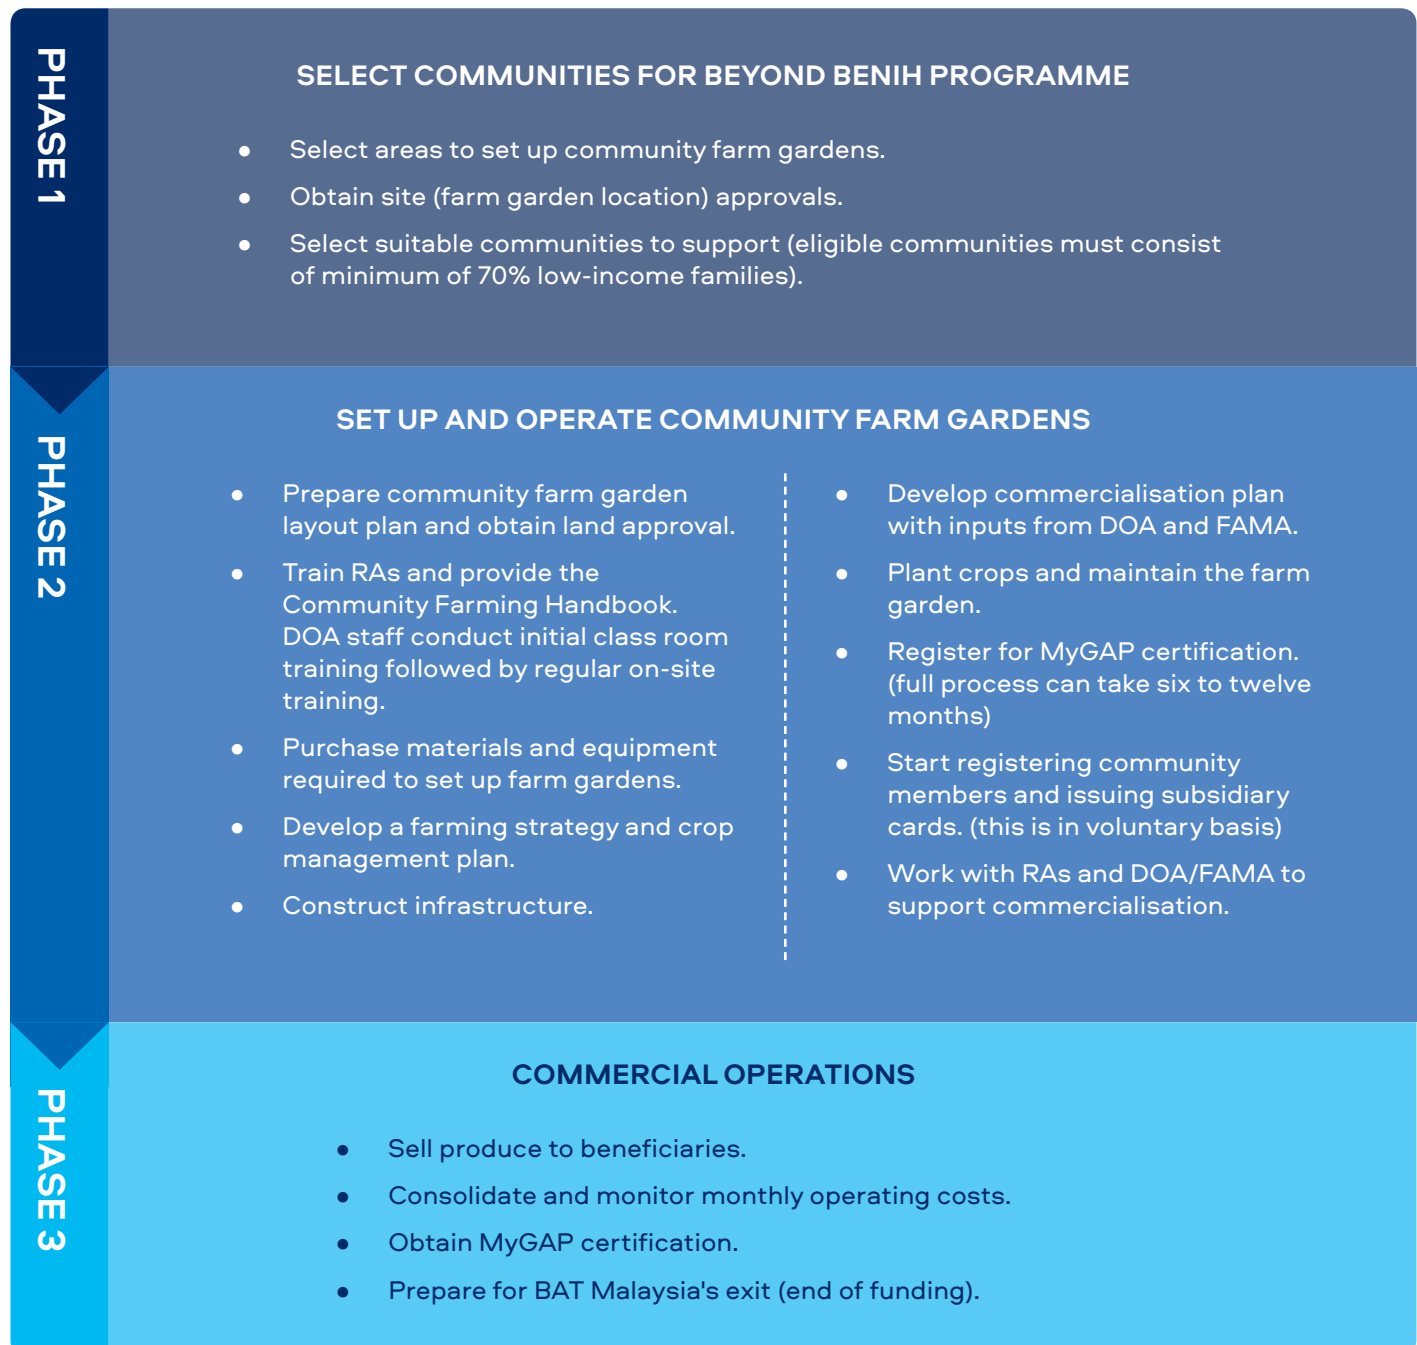 PHASE 1
SELECT COMMUNITIES FOR BEYOND BENIH PROGRAMME
● Select areas to set up community farm gardens.
● Obtain site (farm garden location) approvals.
● Select suitable communities to support (eligible communities must consist
of minimum of 70% low-income families).
PHASE 2
SET UP AND OPERATE COMMUNITY FARM GARDENS
● Prepare community farm garden
layout plan and obtain land approval.
● Train RAs and provide the
Community Farming Handbook.
DOA staff conduct initial class room
training followed by regular on-site
training.
● Purchase materials and equipment
required to set up farm gardens.
● Develop a farming strategy and crop
management plan.
● Construct infrastructure.
● Develop commercialisation plan
with inputs from DOA and FAMA.
● Plant crops and maintain the farm
garden.
● Register for MyGAP certification.
(full process can take six to twelve
months)
● Start registering community
members and issuing subsidiary
cards. (this is in voluntary basis)
● Work with RAs and DOA/FAMA to
support commercialisation.
PHASE 3
COMMERCIAL OPERATIONS
● Sell produce to beneficiaries.
● Consolidate and monitor monthly operating costs.
● Obtain MyGAP certification.
● Prepare for BAT Malaysia's exit (end of funding).